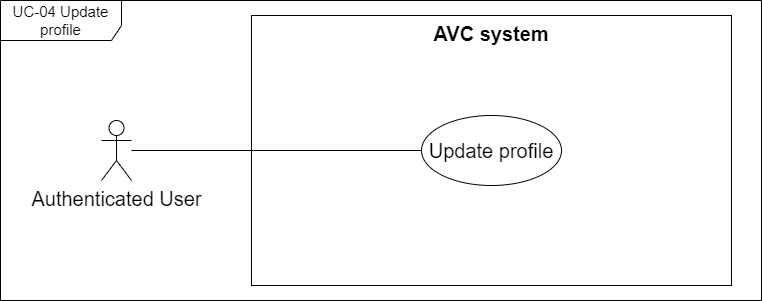 UC-04 Update
profile
AVC system
Update profile
Authenticated User